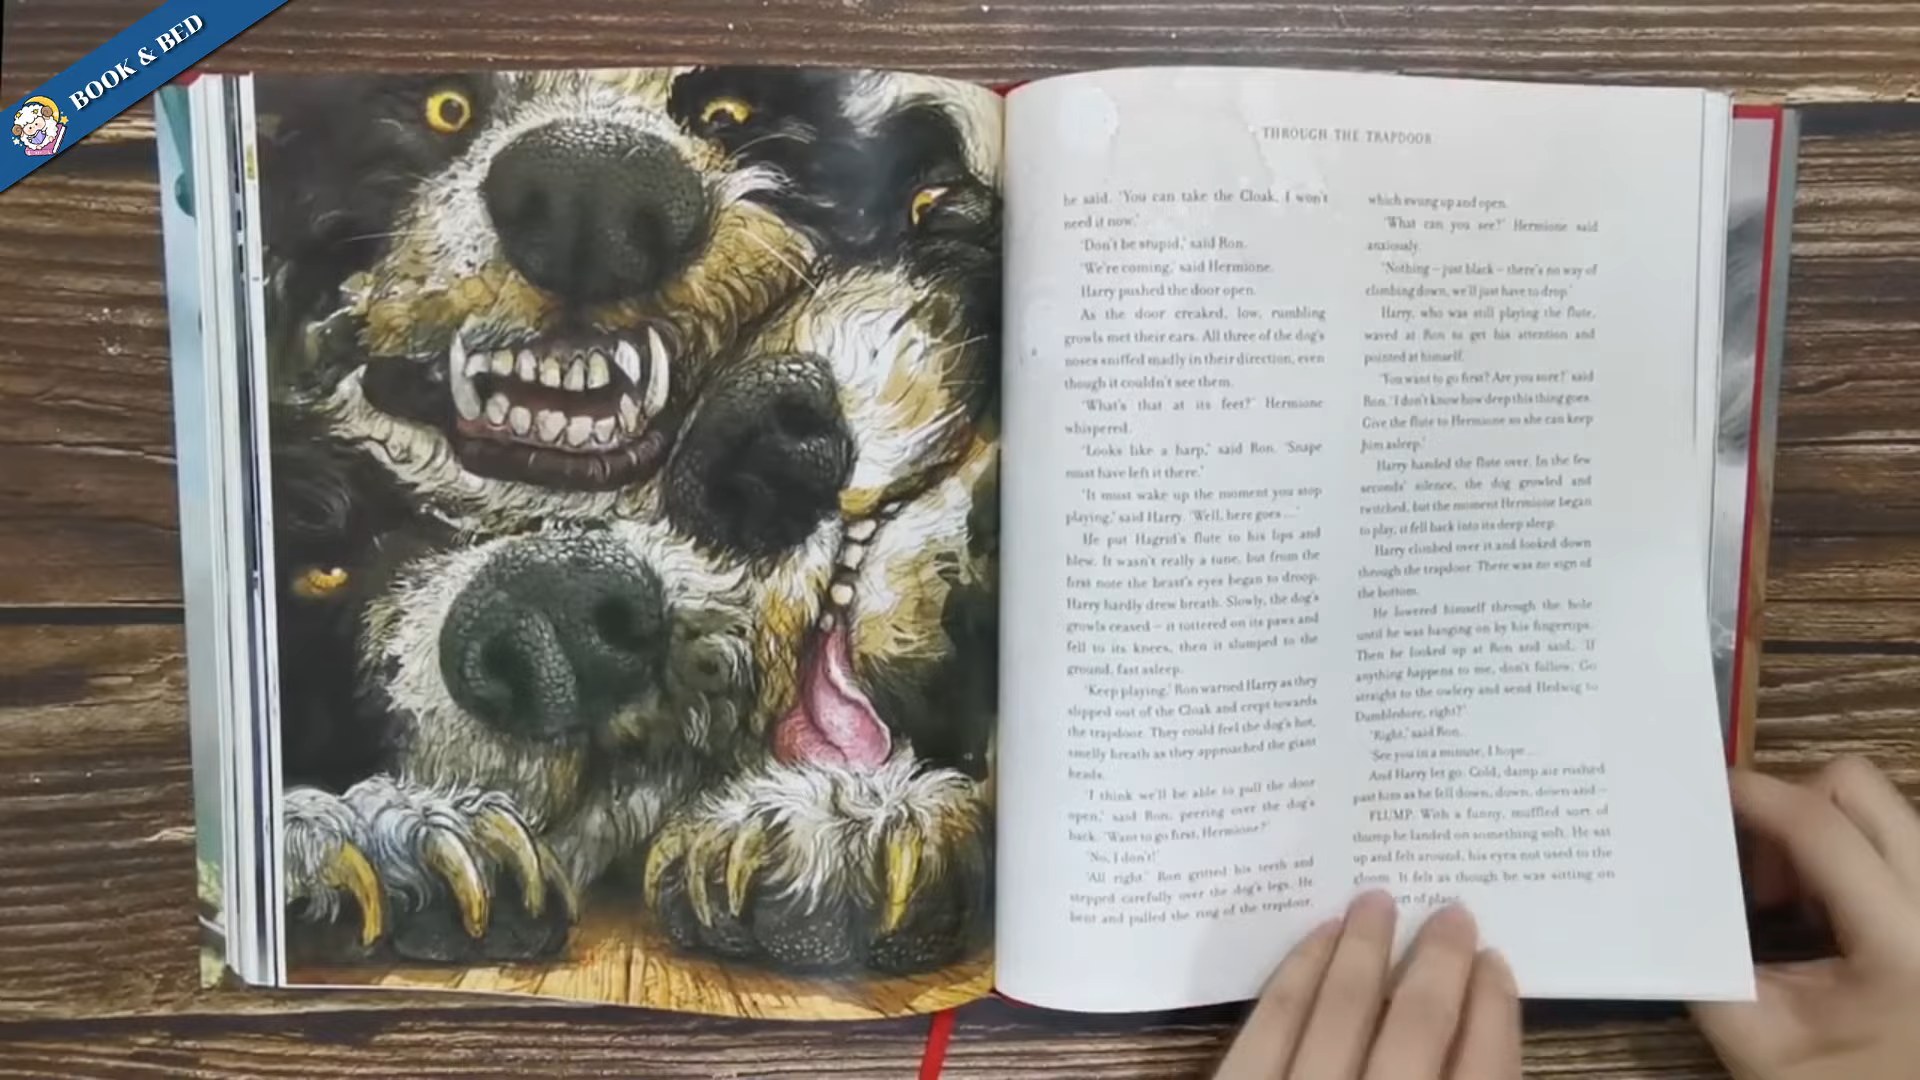 BOOK & BED
THROUGH THE TRAPDOOR
he said. 'You can take the Cloak, I won't
need it now.'
'Don't be stupid,' said Ron.
'We're coming,' said Hermione.
Harry pushed the door open.
As the door creaked, low, rumbling
growls met their ears. All three of the dog's
noses sniffed madly in their direction, even
though it couldn't see them.
'What's that at its feet?' Hermione
whispered.
'Looks like a harp,' said Ron. 'Snape
must have left it there.'
'It must wake up the moment you stop
playing,' said Harry. 'Well, here goes ...'
He put Hagrid's flute to his lips and
blew. It wasn't really a tune, but from the
first note the beast's eyes began to droop.
Harry hardly drew breath. Slowly, the dog's
growls ceased – it tottered on its paws and
fell to its knees, then it slumped to the
ground, fast asleep.
'Keep playing,' Ron warned Harry as they
slipped out of the Cloak and crept towards
the trapdoor. They could feel the dog's hot,
smelly breath as they approached the giant
heads.
'I think we'll be able to pull the door
open,' said Ron, peering over the dog's
back. 'Want to go first, Hermione?'
'No, I don't!'
'All right.' Ron gritted his teeth and
stepped carefully over the dog's legs. He
bent and pulled the ring of the trapdoor,
which swung up and open.
'What can you see?' Hermione said
anxiously.
'Nothing – just black – there's no way of
climbing down, we'll just have to drop.'
Harry, who was still playing the flute,
waved at Ron to get his attention and
pointed at himself.
'You want to go first? Are you sure?' said
Ron. 'I don't know how deep this thing goes.
Give the flute to Hermione so she can keep
him asleep.'
Harry handed the flute over. In the few
seconds' silence, the dog growled and
twitched, but the moment Hermione began
to play, it fell back into its deep sleep.
Harry climbed over it and looked down
through the trapdoor. There was no sign of
the bottom.
He lowered himself through the hole
until he was hanging on by his fingertips.
Then he looked up at Ron and said, 'If
anything happens to me, don't follow. Go
straight to the owlery and send Hedwig to
Dumbledore, right?'
'Right,' said Ron.
'See you in a minute, I hope ...'
And Harry let go. Cold, damp air rushed
past him as he fell down, down, down and –
FLUMP. With a funny, muffled sort of
thump he landed on something soft. He sat
up and felt around, his eyes not used to the
gloom. It felt as though he was sitting on
sort of plant.